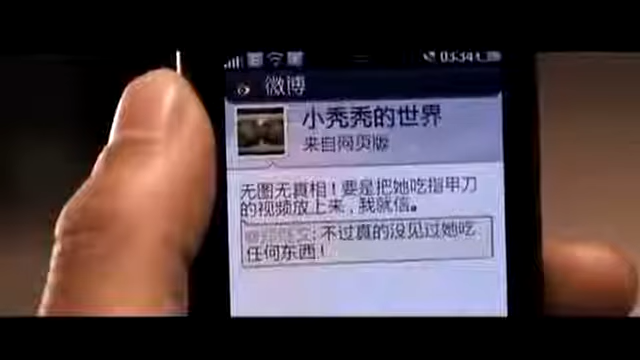 03:34
微博
小秃秃的世界
来自网页版
无图无真相！要是把她吃指甲刀
的视频放上来，我就信。
不过真的没见过她吃
任何东西！